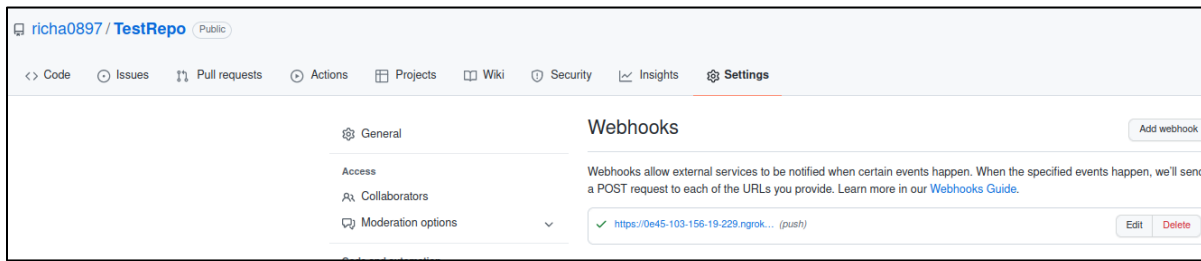 richa0897 / TestRepo Public
<> Code Issues Pull requests Actions Projects Wiki Security Insights Settings
General
Access
Collaborators
Moderation options
Webhooks
Add webhook
Webhooks allow external services to be notified when certain events happen. When the specified events happen, we'll send
a POST request to each of the URLs you provide. Learn more in our Webhooks Guide.
https://0e45-103-156-19-229.ngrok... (push)
Edit Delete